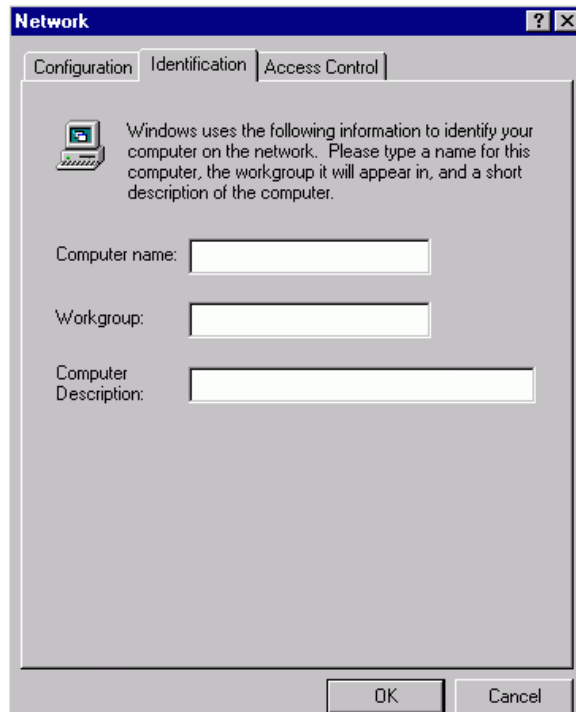 Network
Configuration Identification Access Control
Windows uses the following information to identify your
computer on the network. Please type a name for this
computer, the workgroup it will appear in, and a short
description of the computer.
Computer name:
Workgroup:
Computer
Description:
OK Cancel